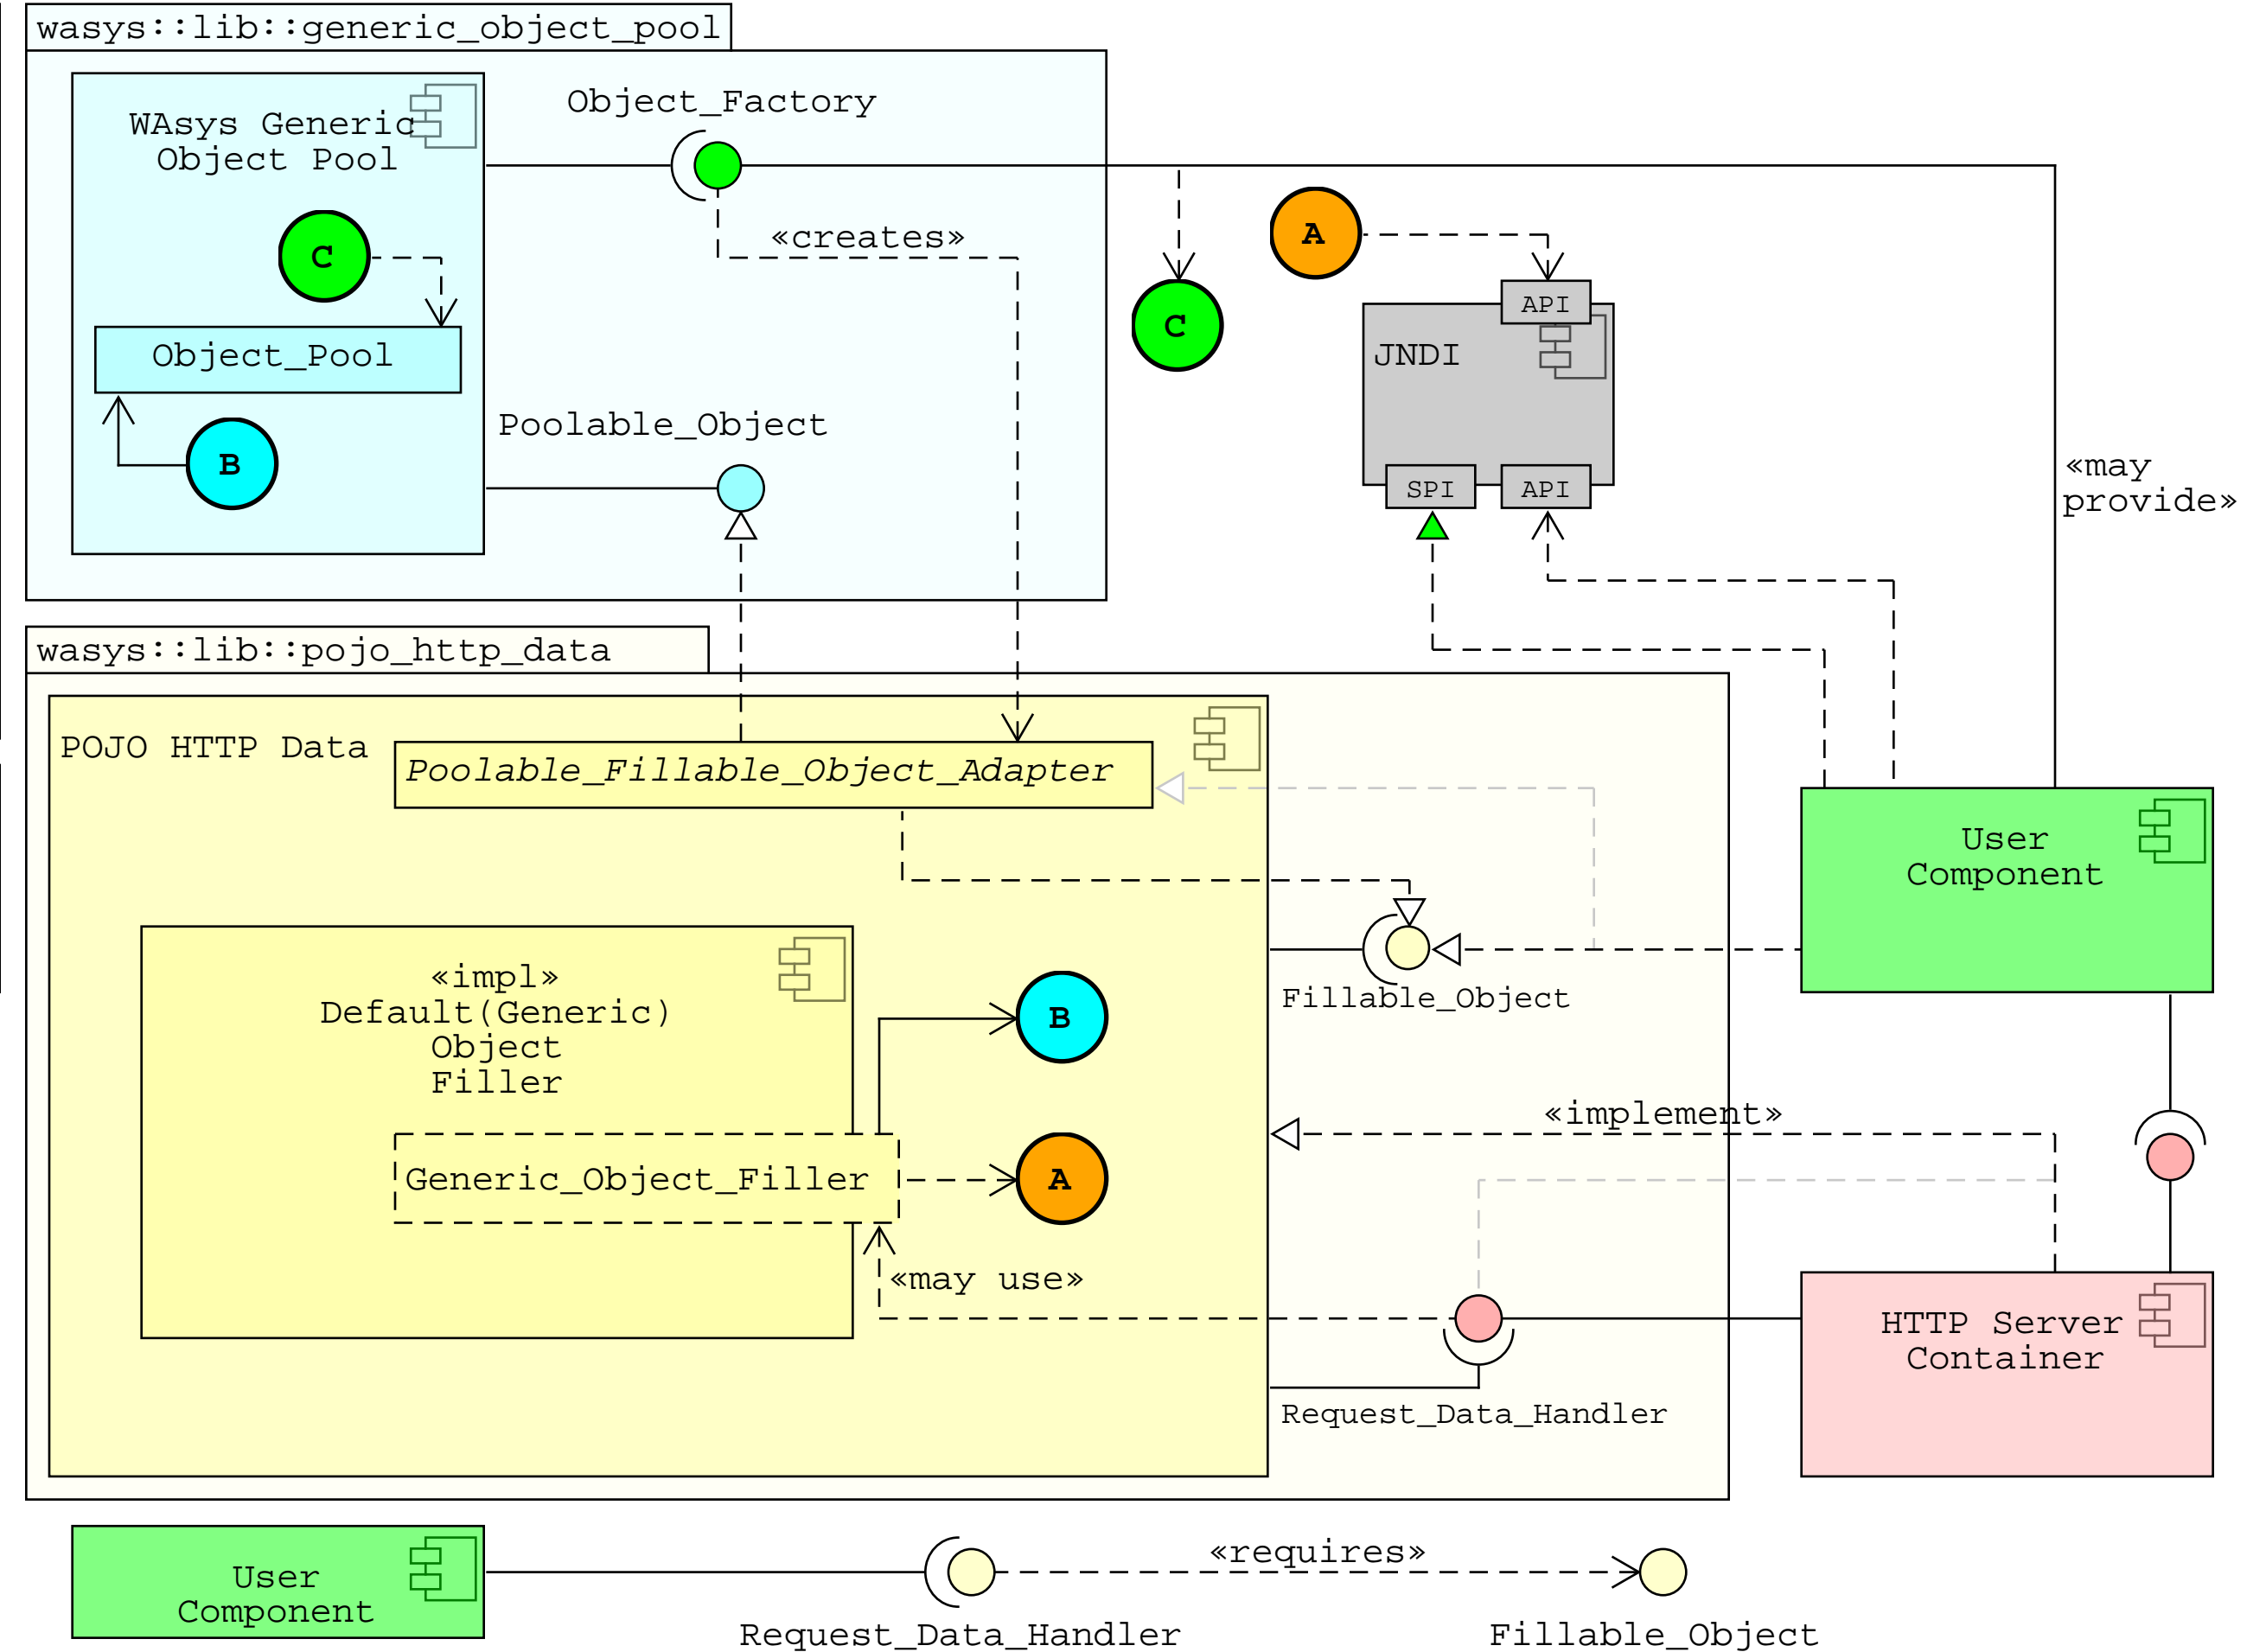 wasys::lib::generic_object_pool
WAsys Generic
Object Pool
Object_Factory
«creates»
C
Object_Pool
B
Poolable_Object
C
A
API
JNDI
SPI
API
«may
provide»
wasys::lib::pojo_http_data
POJO HTTP Data
Poolable_Fillable_Object_Adapter
User
Component
«impl»
Default(Generic)
Object
Filler
B
Fillable_Object
«implement»
Generic_Object_Filler
A
«may use»
HTTP Server
Container
Request_Data_Handler
User
Component
«requires»
Request_Data_Handler
Fillable_Object